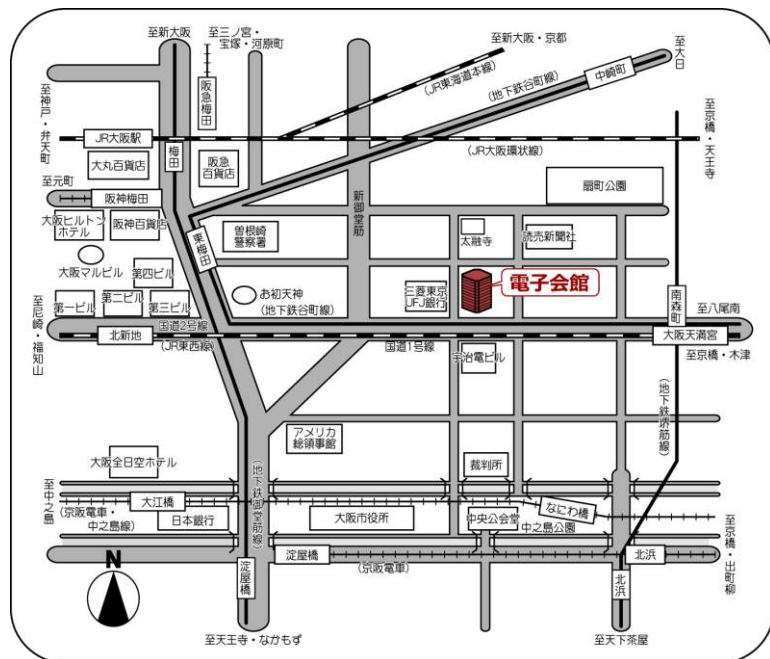 至新大阪
至三ノ宮・
宝塚・河原町
至新大阪・京都
至大日
至神戸・弁天町
阪急梅田
(JR東海道本線)
(地下鉄谷町線)
中崎町
JR大阪駅
梅田
(JR大阪環状線)
至京橋・天王寺
大丸百貨店
阪急
百貨店
至元町
阪神梅田
新御堂筋
扇町公園
大阪ヒルトン
ホテル
阪神百貨店
東梅田
曽根崎
警察署
太融寺
読売新聞社
大阪マルビル
第四ビル
電子会館
第一ビル
第二ビル
第三ビル
お初天神
(地下鉄谷町線)
三菱東京
UFJ銀行
南森町
至八尾南
至尼崎・福知山
国道2号線
北新地
(JR東西線)
国道1号線
大阪天満宮
宇治電ビル
至京橋・木津
(地下鉄堺筋線)
アメリカ
総領事館
大阪全日空ホテル
裁判所
至中之島
大江橋
(京阪電車・
中之島線)
日本銀行
(地下鉄御堂筋線)
大阪市役所
中央公会堂
なにわ橋
中之島公園
至京橋・出町柳
N
淀屋橋
淀屋橋
(京阪電車)
北浜
北浜
至天王寺・なかもず
至天下茶屋